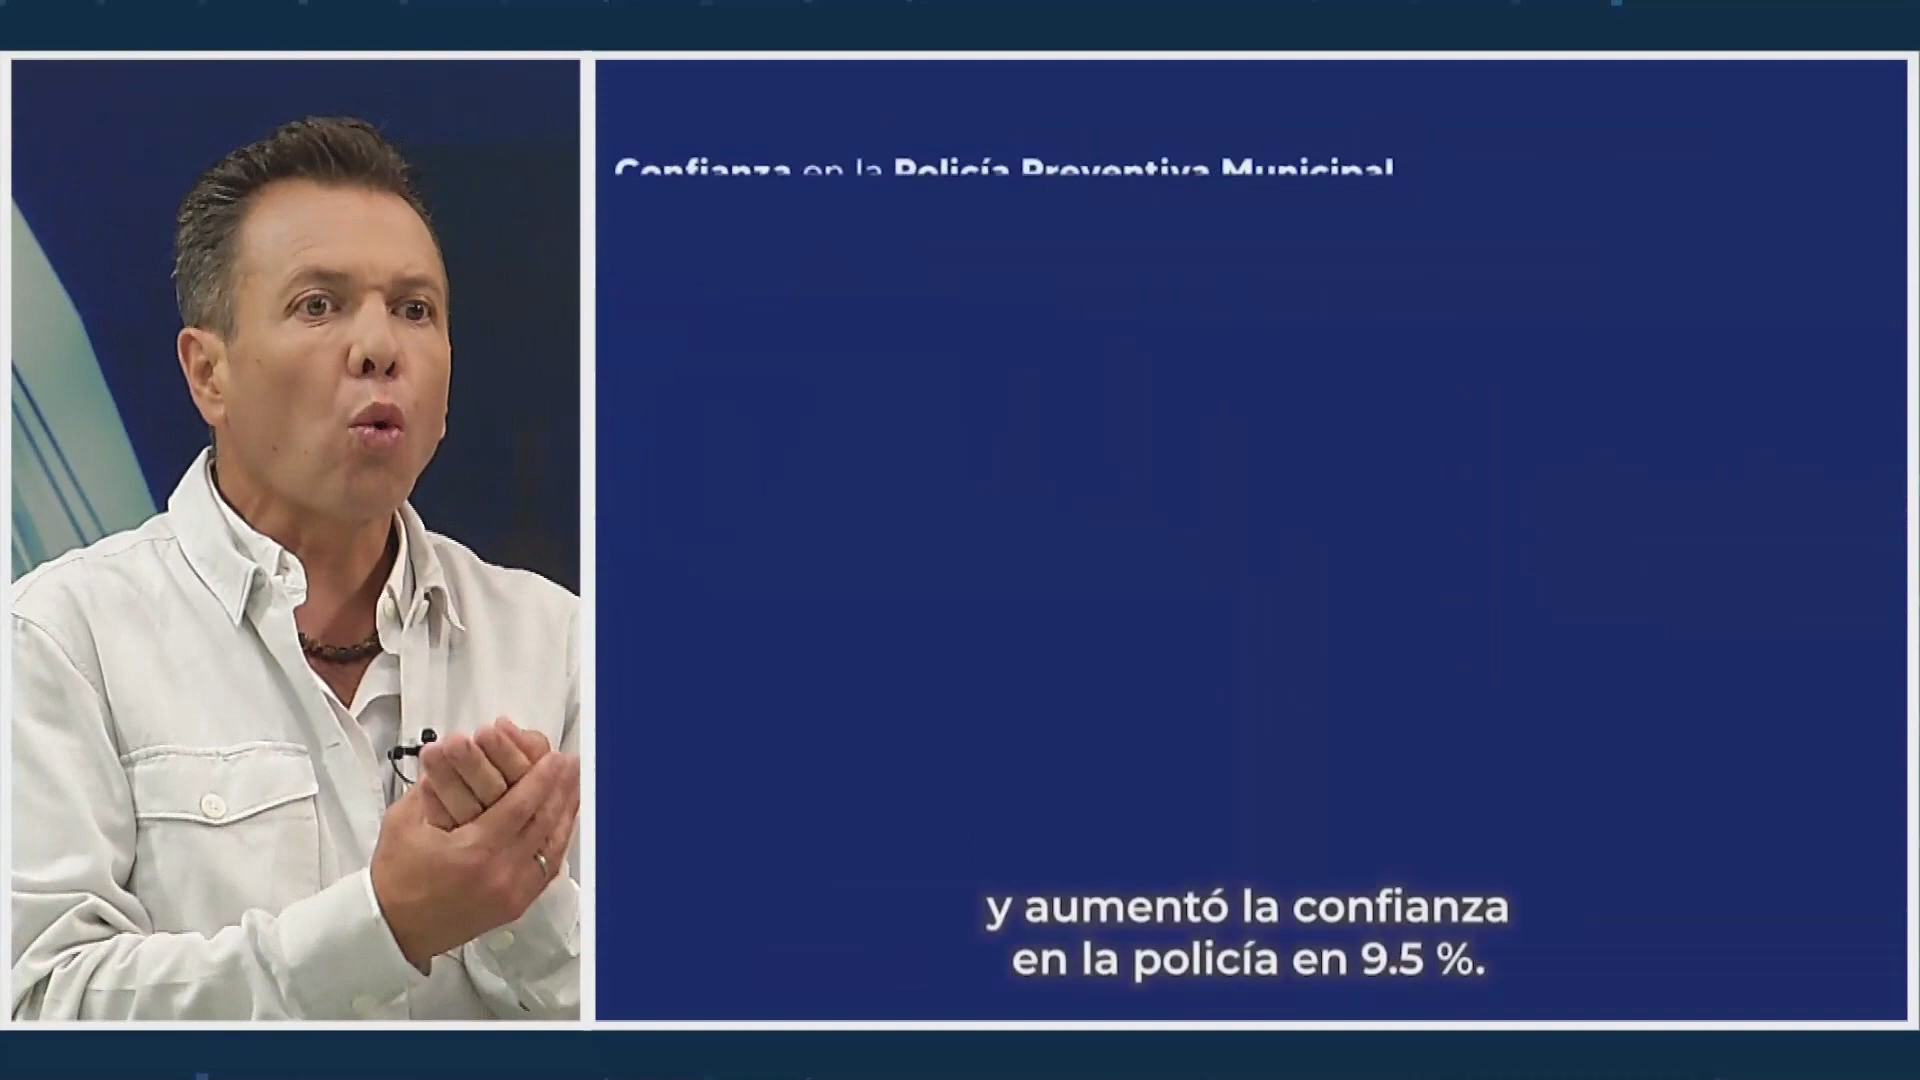 Confianza en la Policía Preventiva Municipal
y aumentó la confianza
en la policía en 9.5 %.